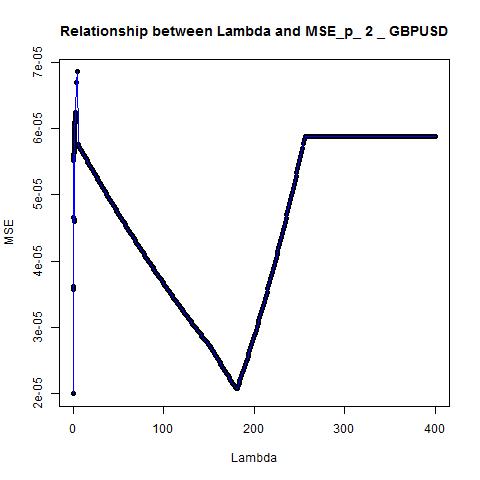 Relationship between Lambda and MSE_p_ 2 _ GBPUSD
7e-05
6e-05
5e-05
4e-05
3e-05
2e-05
MSE
0 100 200 300 400
Lambda